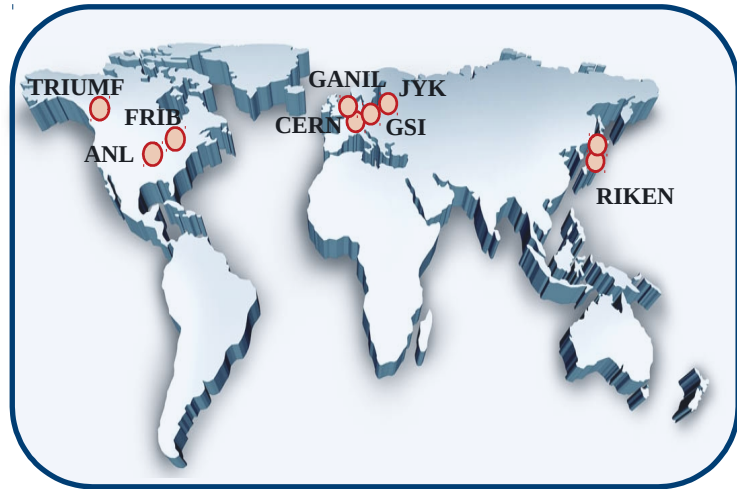 TRIUMF
FRIB
ANL
GANIL
JYK
CERN
GSI
RIKEN